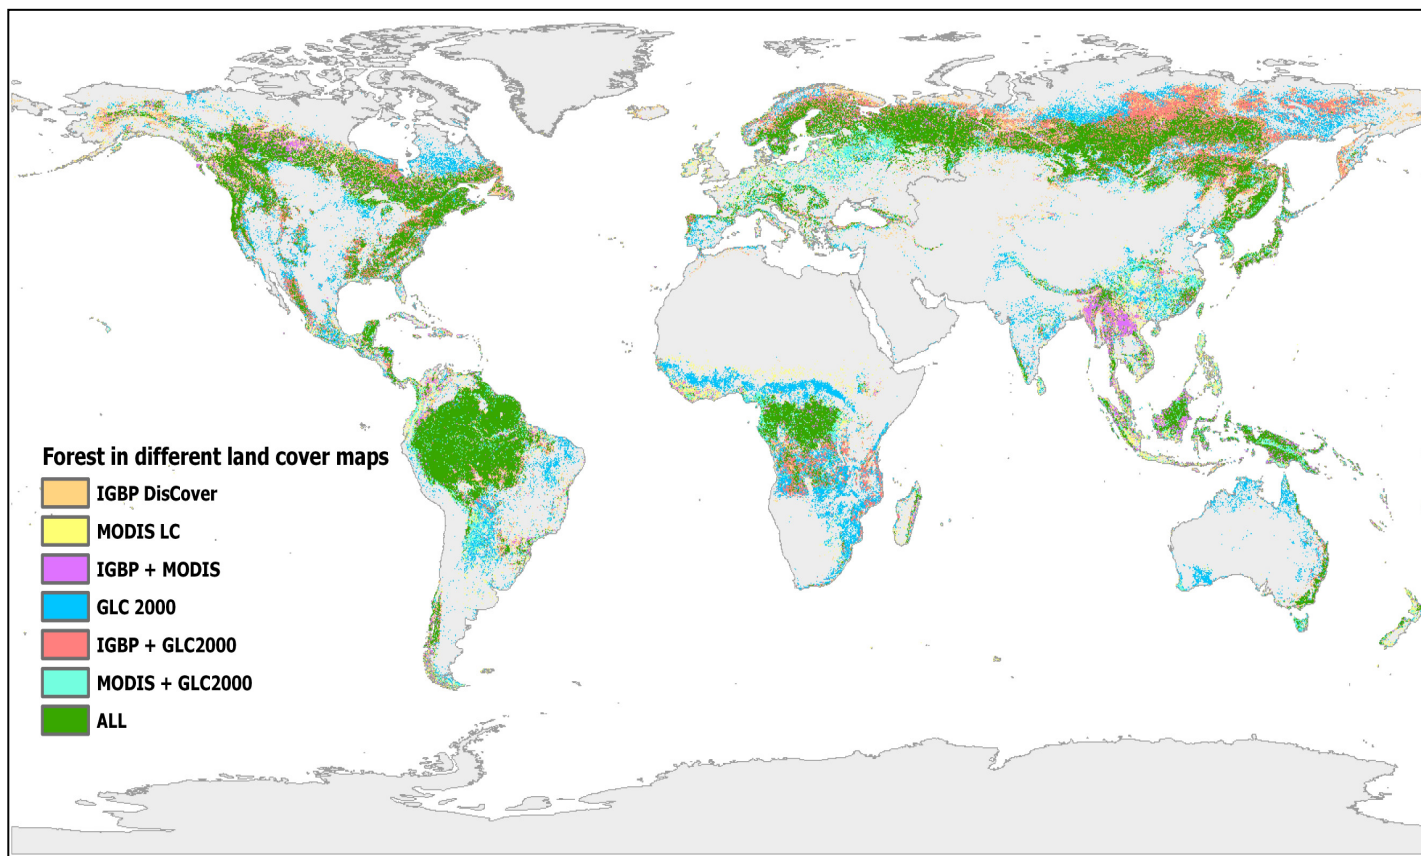 Forest in different land cover maps
IGBP DisCover
MODIS LC
IGBP + MODIS
GLC 2000
IGBP + GLC2000
MODIS + GLC2000
ALL